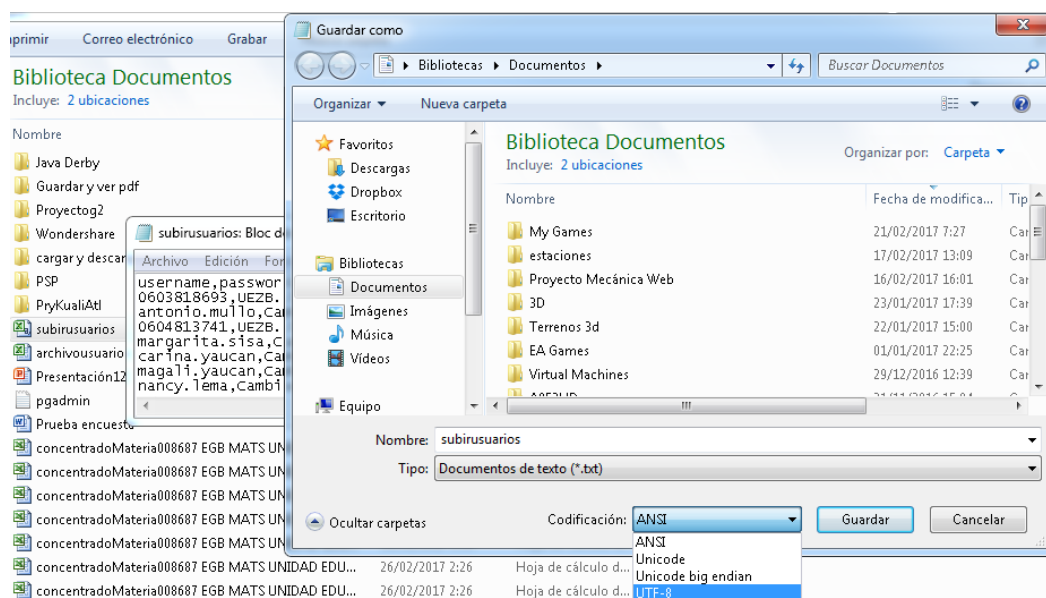 nprimir Correo electrónico Grabar
Biblioteca Documentos
Incluye: 2 ubicaciones
Nombre
Java Derby
Guardar y ver pdf
Proyectog2
Wondershare
cargar y descar
PSP
PryKualiAtl
subirusuarios
archivousuario
Presentación12
pgadmin
Prueba encuesta
concentradoMateria008687 EGB MATS UN
concentradoMateria008687 EGB MATS UN
concentradoMateria008687 EGB MATS UN
concentradoMateria008687 EGB MATS UN
concentradoMateria008687 EGB MATS UN
concentradoMateria008687 EGB MATS UNIDAD EDU... 26/02/2017 2:26 Hoja de cálculo d...
concentradoMateria008687 EGB MATS UNIDAD EDU... 26/02/2017 2:26 Hoja de cálculo d...
subirusuarios: Bloc d
Archivo Edición For
username,passwor
0603818693,UEZB.
antonio.mullo,Ca
0604813741,UEZB.
margarita.sisa,C
carina.yaucan,Ca
magali.yaucan,Ca
nancy.lema,Cambi
Guardar como
Bibliotecas Documentos
Buscar Documentos
Organizar Nueva carpeta
Favoritos
Descargas
Dropbox
Escritorio
Bibliotecas
Documentos
Imágenes
Música
Vídeos
Equipo
Biblioteca Documentos
Incluye: 2 ubicaciones
Organizar por: Carpeta
Nombre Fecha de modifica... Tip
My Games 21/02/2017 7:27 Car
estaciones 17/02/2017 13:09 Car
Proyecto Mecánica Web 16/02/2017 16:01 Car
3D 23/01/2017 17:39 Car
Terrenos 3d 22/01/2017 15:00 Car
EA Games 01/01/2017 22:25 Car
Virtual Machines 29/12/2016 12:39 Car
Nombre: subirusuarios
Tipo: Documentos de texto (*.txt)
Ocultar carpetas
Codificación: ANSI
Guardar Cancelar
ANSI
Unicode
Unicode big endian
UTF-8